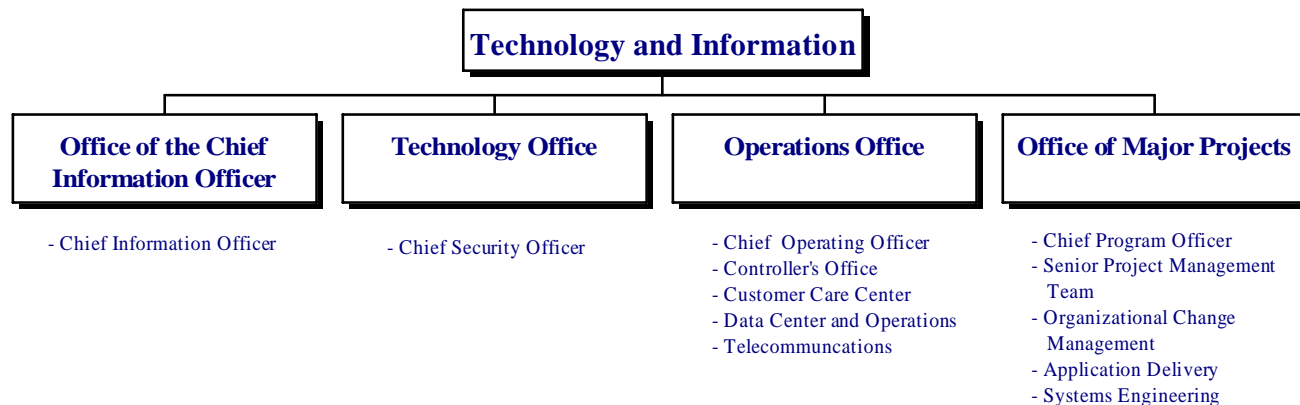 Technology and Information
Office of the Chief
Information Officer
- Chief Information Officer
Technology Office
- Chief Security Officer
Operations Office
- Chief Operating Officer
- Controller's Office
- Customer Care Center
- Data Center and Operations
- Telecommuncations
Office of Major Projects
- Chief Program Officer
- Senior Project Management
Team
- Organizational Change
Management
- Application Delivery
- Systems Engineering